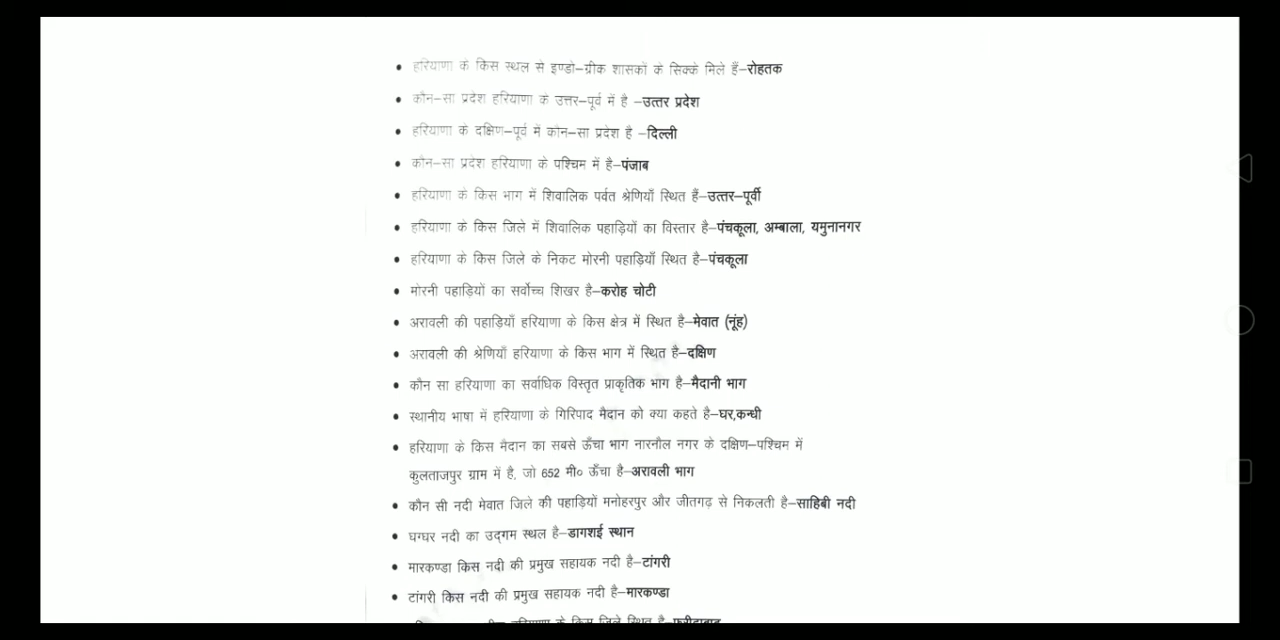 • हरियाणा के किस स्थल से इण्डो–ग्रीक शासकों के सिक्के मिले हैं–रोहतक
• कौन–सा प्रदेश हरियाणा के उत्तर–पूर्व में है –उत्तर प्रदेश
• हरियाणा के दक्षिण–पूर्व में कौन–सा प्रदेश है –दिल्ली
• कौन–सा प्रदेश हरियाणा के पश्चिम में है–पंजाब
• हरियाणा के किस भाग में शिवालिक पर्वत श्रेणियाँ स्थित हैं–उत्तर–पूर्वी
• हरियाणा के किस जिले में शिवालिक पहाड़ियों का विस्तार है–पंचकूला, अम्बाला, यमुनानगर
• हरियाणा के किस जिले के निकट मोरनी पहाड़ियाँ स्थित है–पंचकूला
• मोरनी पहाड़ियों का सर्वोच्च शिखर है–करोह चोटी
• अरावली की पहाड़ियाँ हरियाणा के किस क्षेत्र में स्थित है–मेवात (नूंह)
• अरावली की श्रेणियाँ हरियाणा के किस भाग में स्थित है–दक्षिण
• कौन सा हरियाणा का सर्वाधिक विस्तृत प्राकृतिक भाग है–मैदानी भाग
• स्थानीय भाषा में हरियाणा के गिरिपाद मैदान को क्या कहते है–घर,कन्धी
• हरियाणा के किस मैदान का सबसे ऊँचा भाग नारनौल नगर के दक्षिण–पश्चिम में
कुलताजपुर ग्राम में है, जो 652 मी० ऊँचा है–अरावली भाग
• कौन सी नदी मेवात जिले की पहाड़ियों मनोहरपुर और जीतगढ़ से निकलती है–साहिबी नदी
• घग्घर नदी का उद्गम स्थल है–डागशई स्थान
• मारकण्डा किस नदी की प्रमुख सहायक नदी है–टांगरी
• टांगरी किस नदी की प्रमुख सहायक नदी है–मारकण्डा
हरियाणा के किस जिले स्थित है–फरीदाबाद